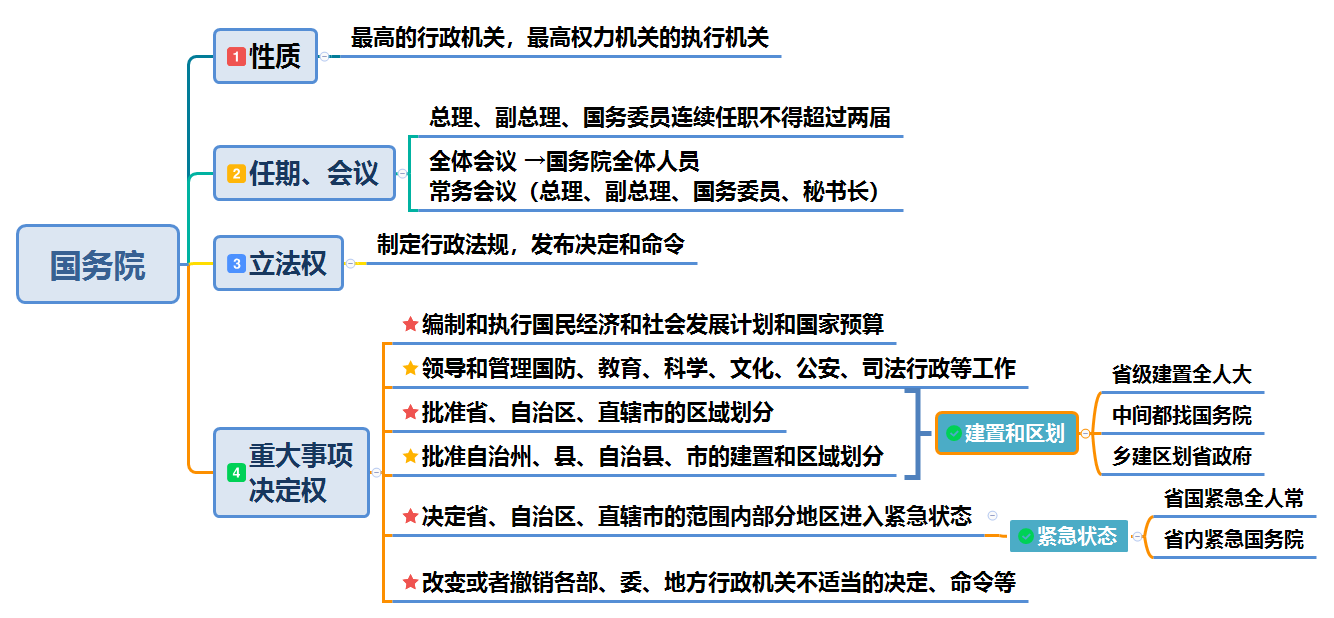 国务院
1 性质
最高的行政机关，最高权力机关的执行机关
2 任期、会议
总理、副总理、国务委员连续任职不得超过两届
全体会议 →国务院全体人员
常务会议（总理、副总理、国务委员、秘书长）
3 立法权
制定行政法规，发布决定和命令
4 重大事项
决定权
编制和执行国民经济和社会发展计划和国家预算
领导和管理国防、教育、科学、文化、公安、司法行政等工作
批准省、自治区、直辖市的区域划分
批准自治州、县、自治县、市的建置和区域划分
建置和区划
省级建置全人大
中间都找国务院
乡建区划省政府
决定省、自治区、直辖市的范围内部分地区进入紧急状态
紧急状态
省国紧急全人常
省内紧急国务院
改变或者撤销各部、委、地方行政机关不适当的决定、命令等